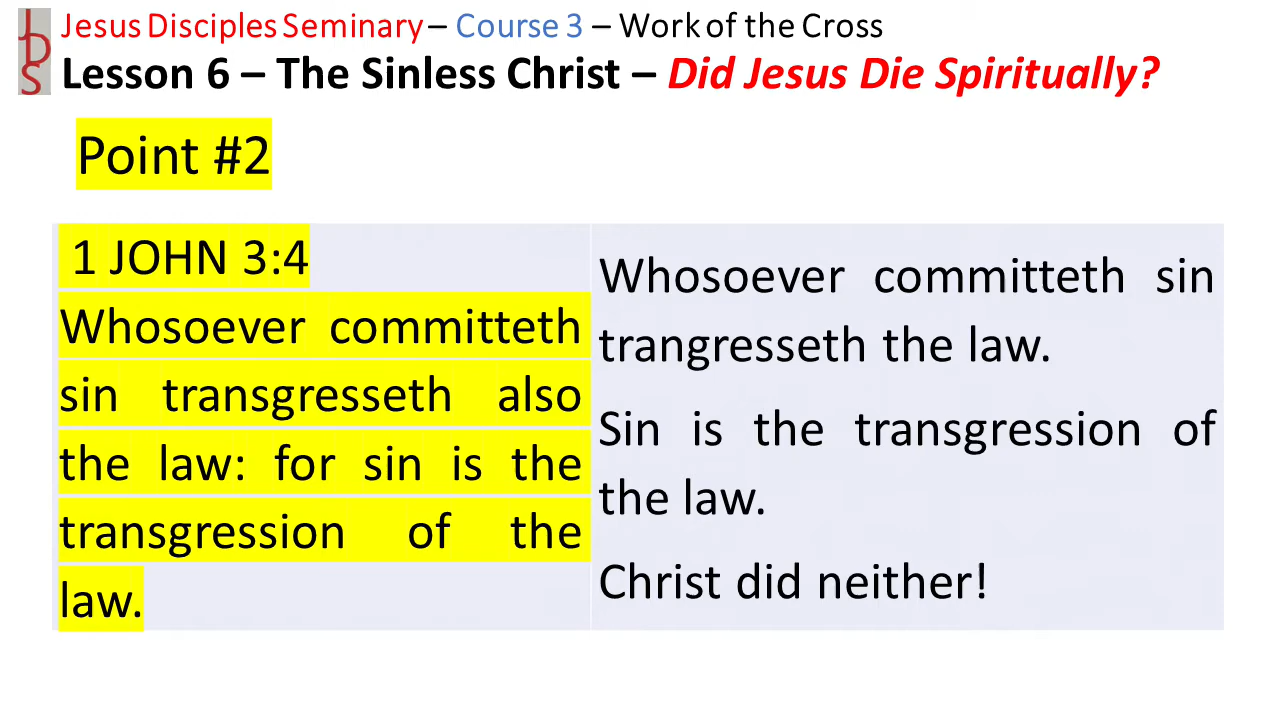 JDS
Jesus Disciples Seminary – Course 3 – Work of the Cross
Lesson 6 – The Sinless Christ – Did Jesus Die Spiritually?
Point #2
1 JOHN 3:4
Whosoever committeth
sin transgresseth also
the law: for sin is the
transgression of the
law.
Whosoever committeth sin
trangresseth the law.
Sin is the transgression of
the law.
Christ did neither!